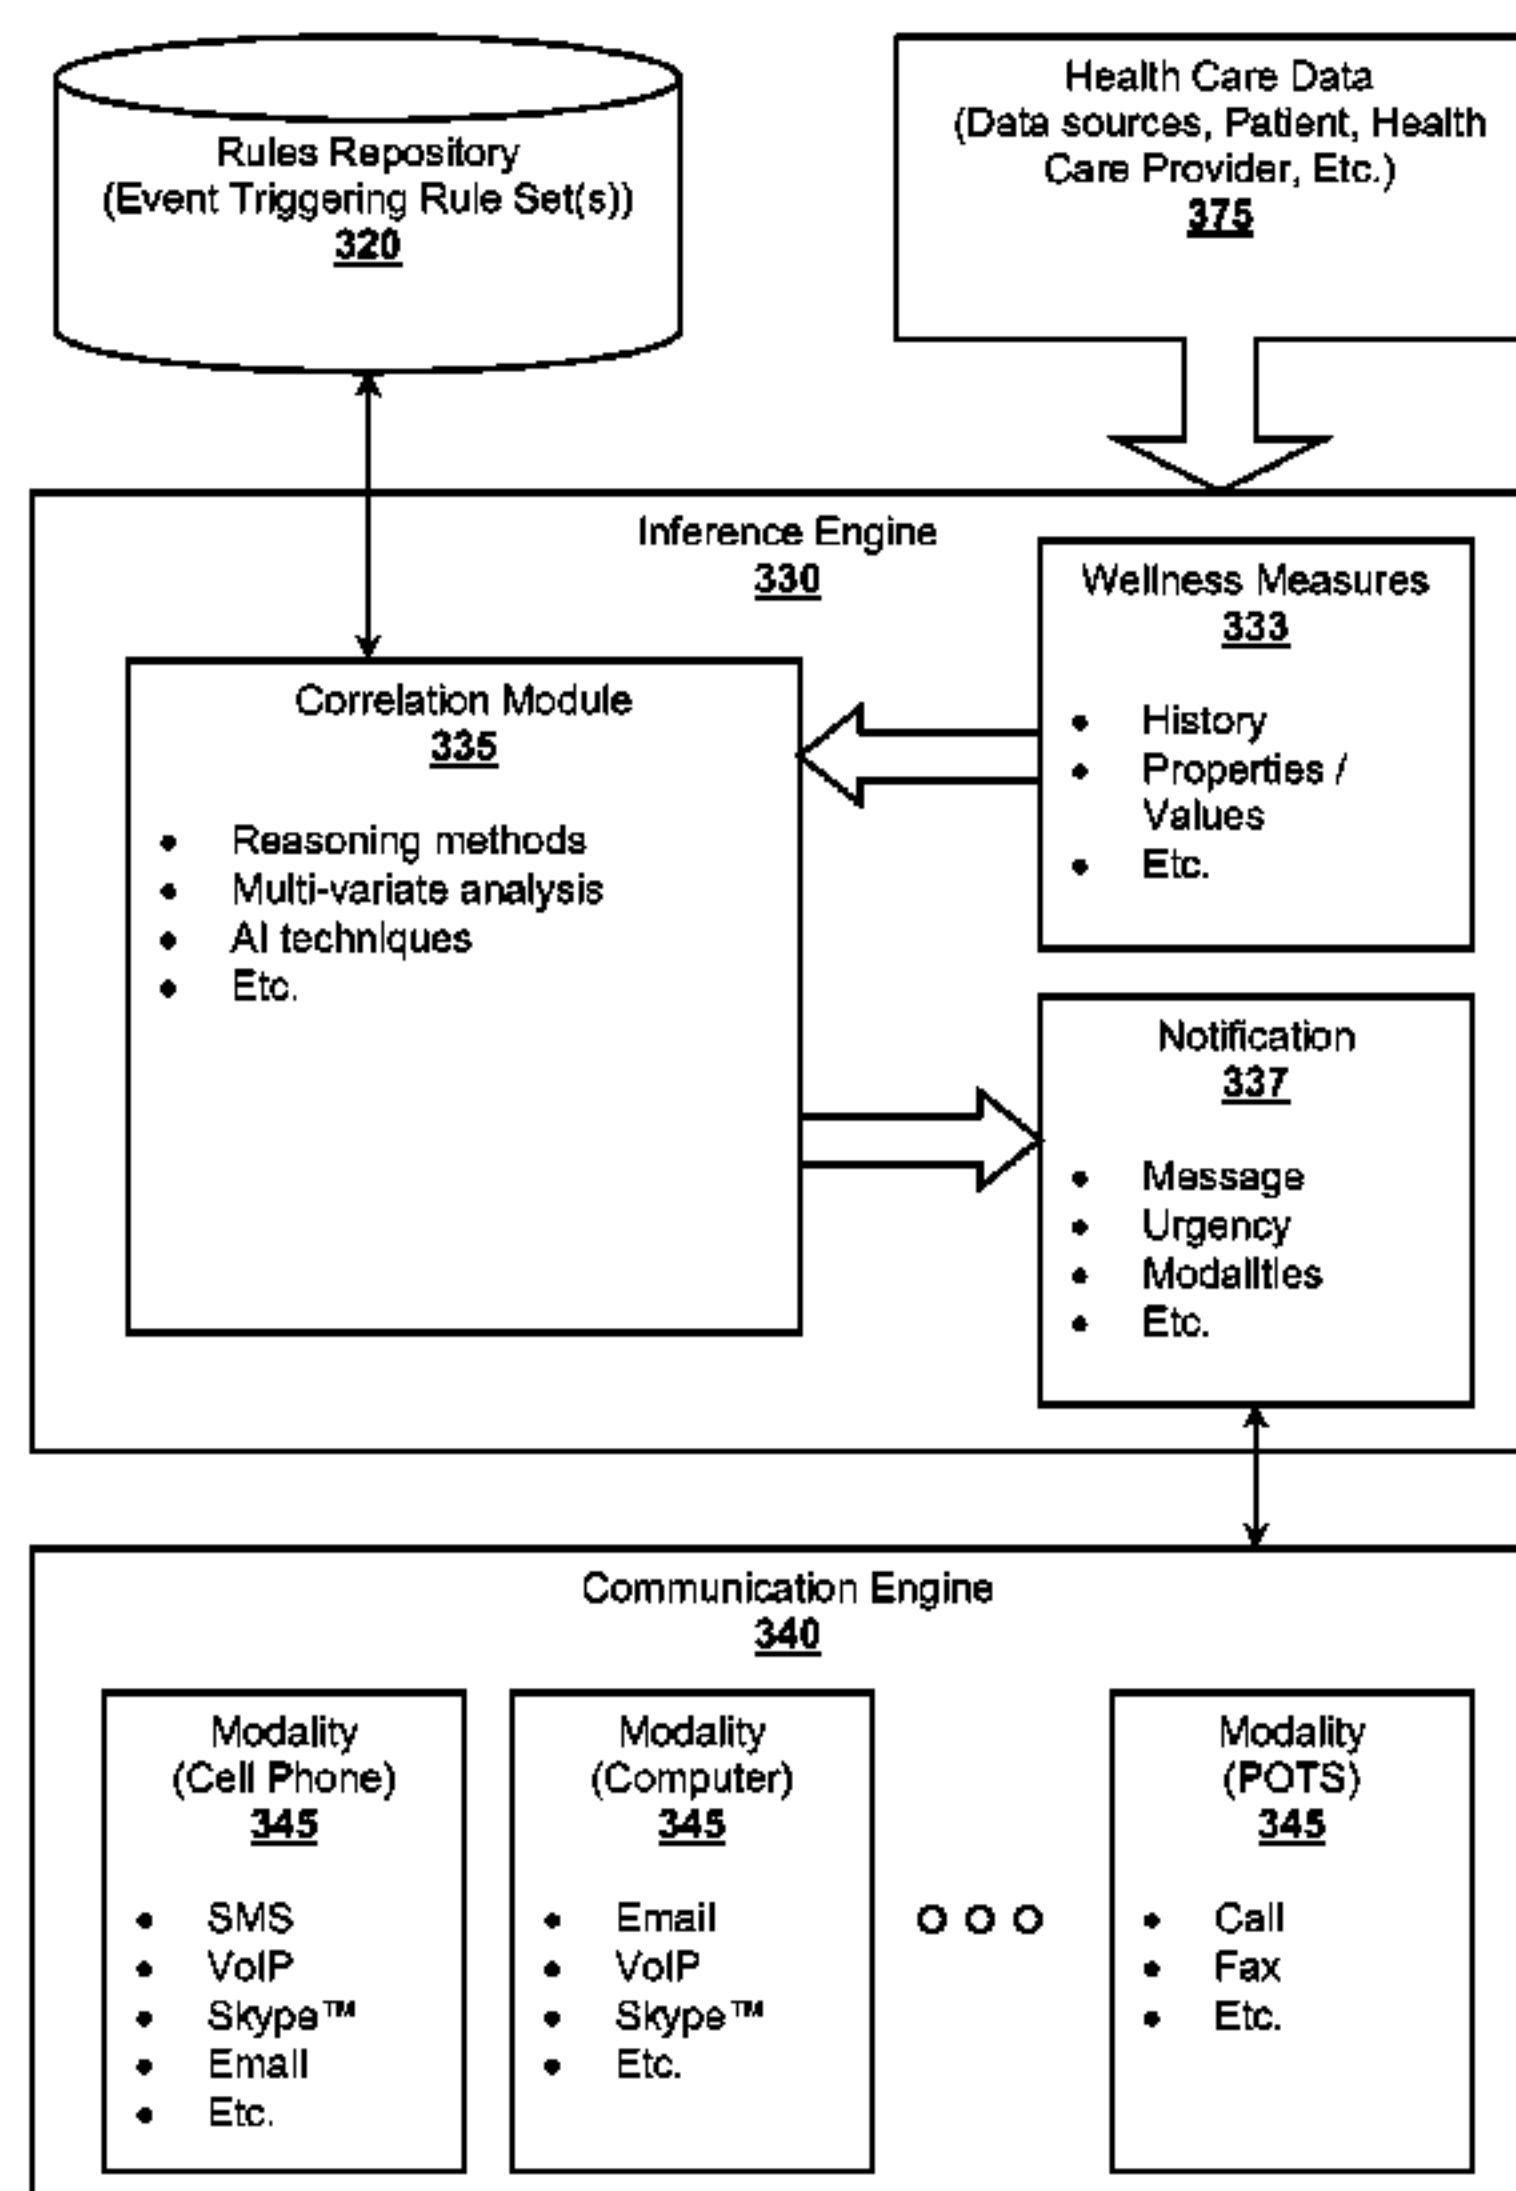 Rules Repository
(Event Triggering Rule Set(s))
320
Health Care Data
(Data sources, Patient, Health
Care Provider, Etc.)
375
Inference Engine
330
Wellness Measures
333
• History
• Properties /
Values
• Etc.
Correlation Module
335
• Reasoning methods
• Multi-variate analysis
• AI techniques
• Etc.
Notification
337
• Message
• Urgency
• Modalities
• Etc.
Communication Engine
340
Modality
(Cell Phone)
345
• SMS
• VoIP
• Skype™
• Email
• Etc.
Modality
(Computer)
345
• Email
• VoIP
• Skype™
• Etc.
Modality
(POTS)
345
• Call
• Fax
• Etc.